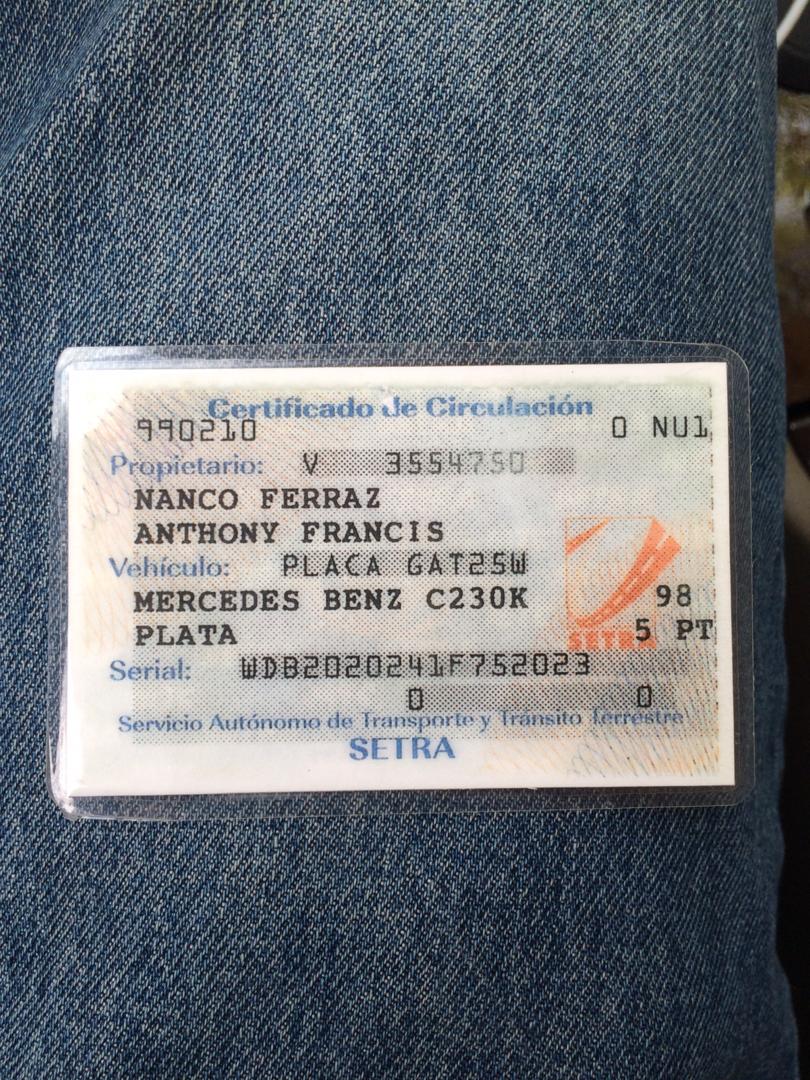 Certificado de Circulación
990210 0 NU1
Propietario: V 3554750
NANCO FERRAZ
ANTHONY FRANCIS
Vehículo: PLACA GAT25W
MERCEDES BENZ C230K 98
PLATA 5 PT
SETRA
Serial: WDB2020241F752023
0 0
Servicio Autónomo de Transporte y Tránsito Terrestre
SETRA